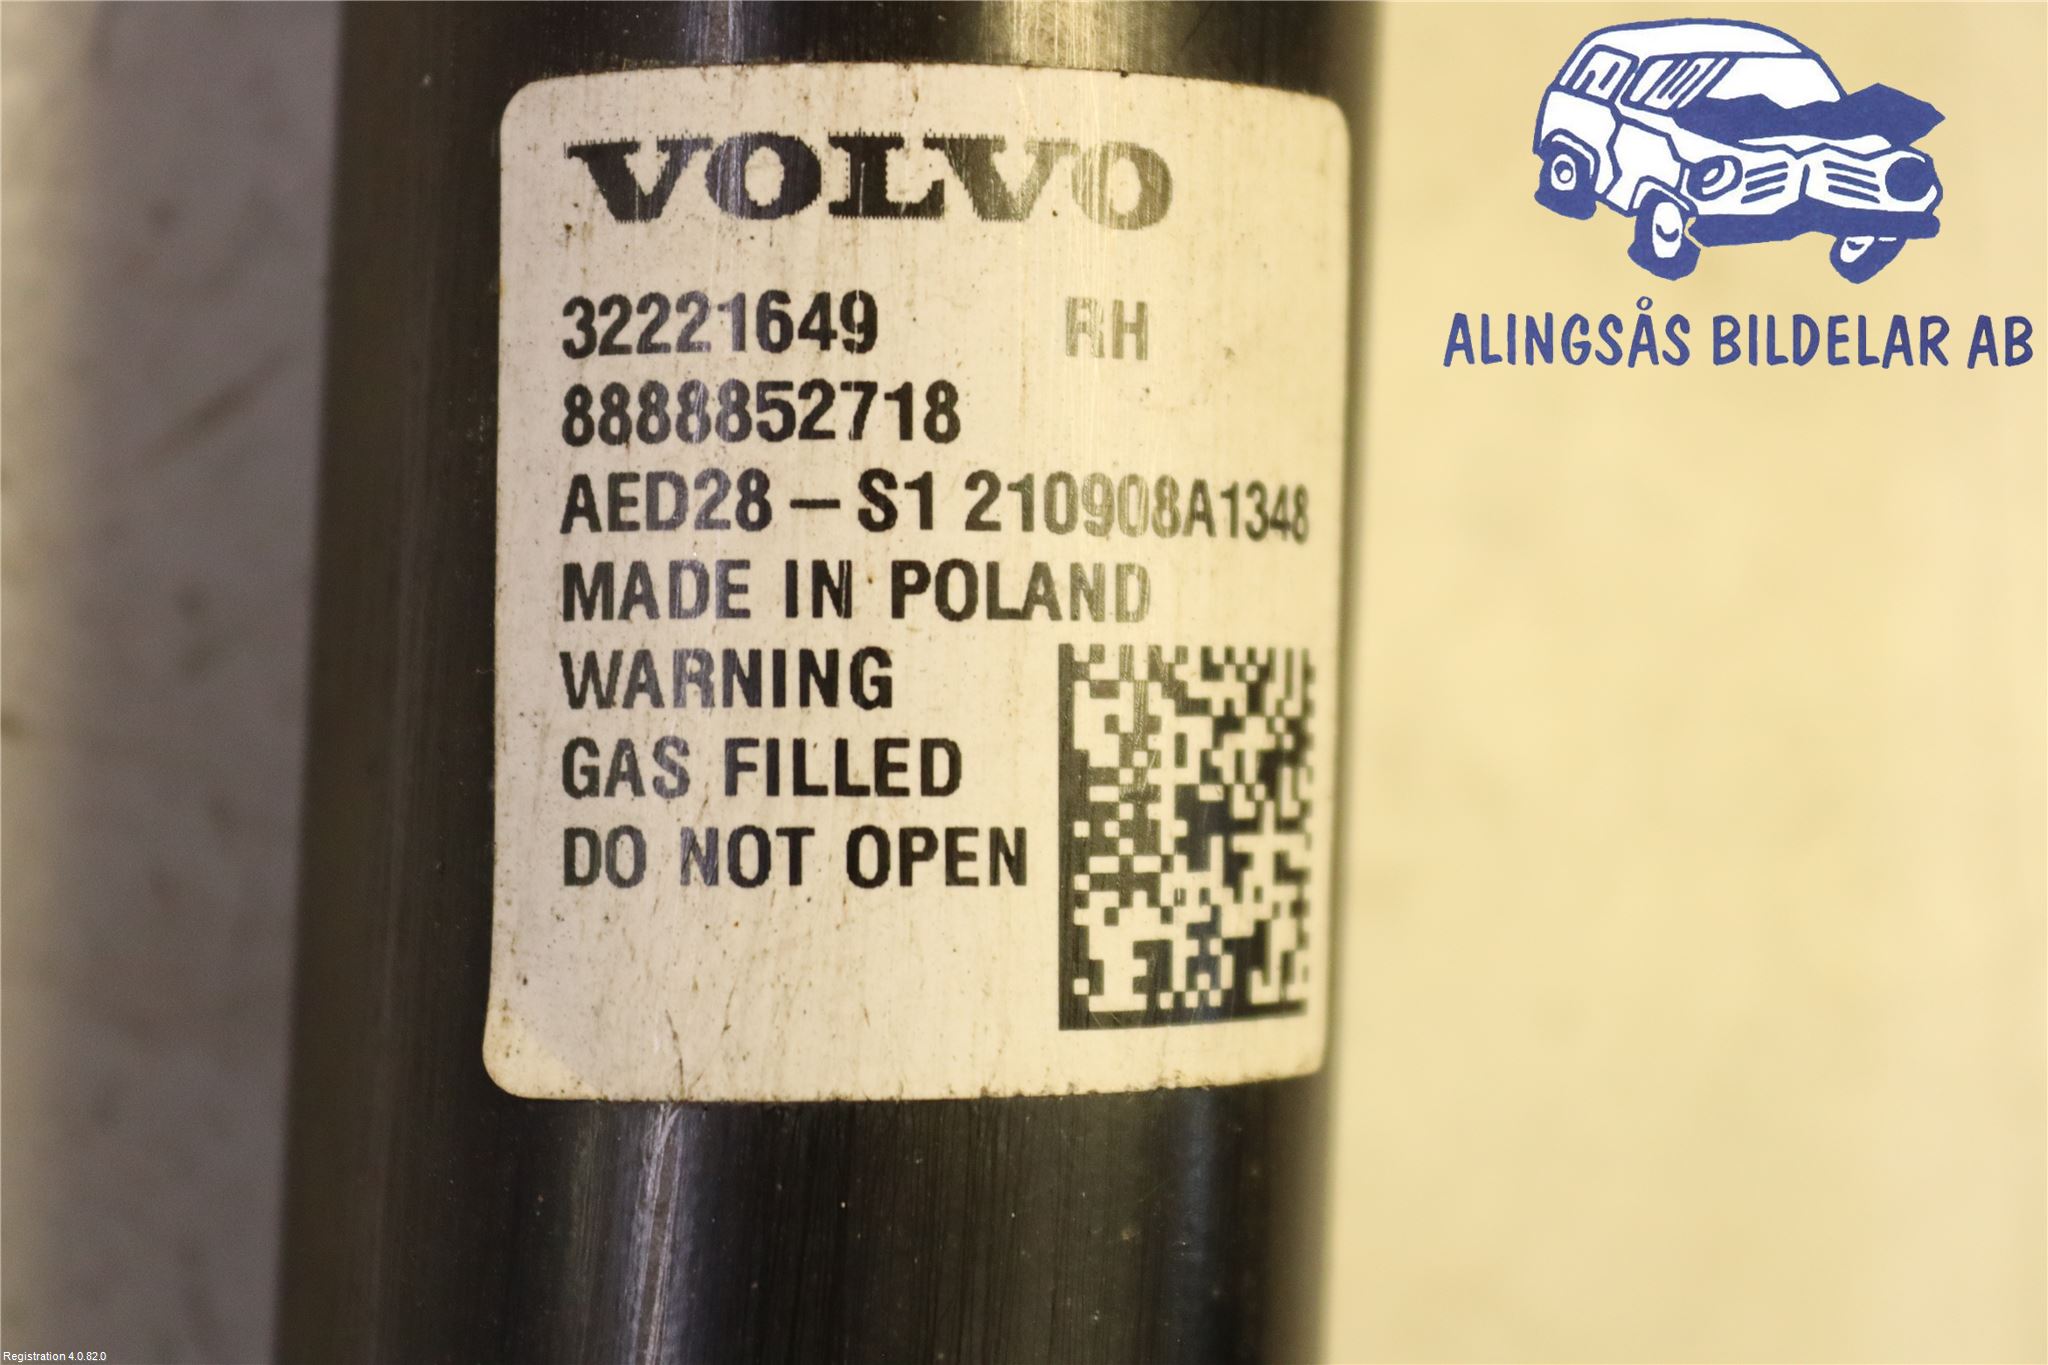 VOLVO
32221649 RH
8888852718
AED28-S1 210908A1348
MADE IN POLAND
WARNING
GAS FILLED
DO NOT OPEN
ALINGSÅS BILDELAR AB
Registration 4.0.82.0